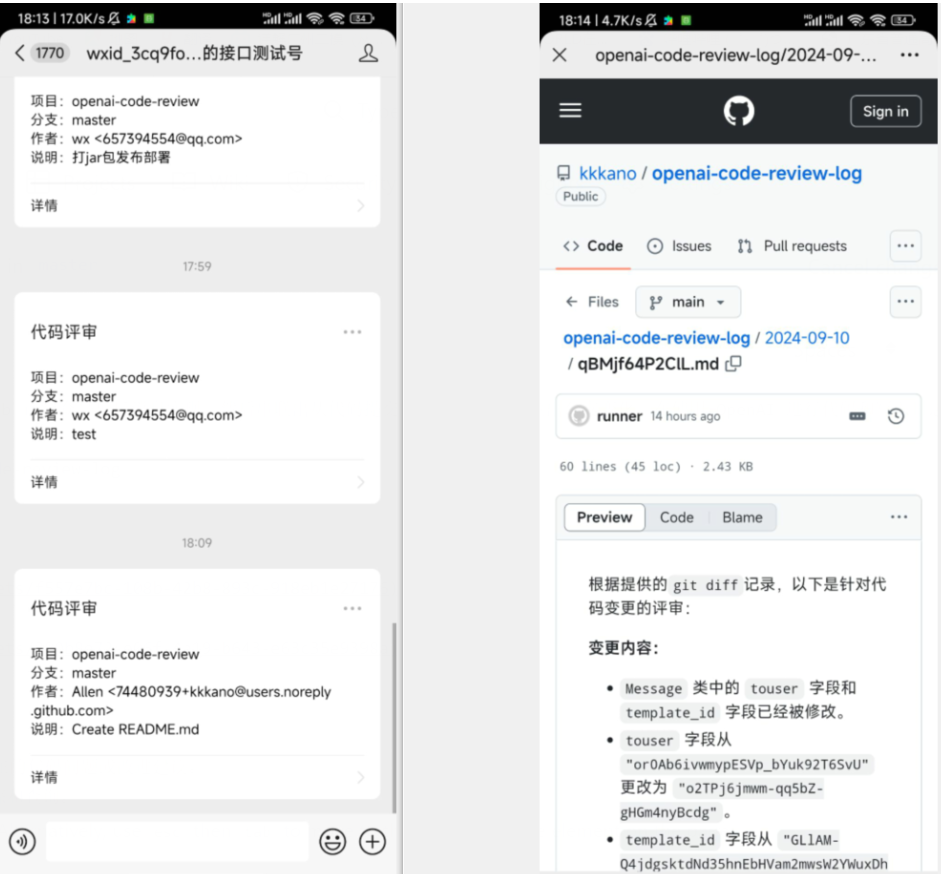 18:13 | 17.0K/s
84
1770 wxid_3cq9fo...的接口测试号
项目: openai-code-review
分支: master
作者: wx <657394554@qq.com>
说明: 打jar包发布部署
详情
17:59
代码评审
项目: openai-code-review
分支: master
作者: wx <657394554@qq.com>
说明: test
详情
18:09
代码评审
项目: openai-code-review
分支: master
作者: Allen <74480939+kkkano@users.noreply
.github.com>
说明: Create README.md
详情
18:14 | 4.7K/s
84
openai-code-review-log/2024-09-...
Sign in
kkkano / openai-code-review-log
Public
Code Issues Pull requests
Files main
openai-code-review-log / 2024-09-10
/ qBMjf64P2ClL.md
runner 14 hours ago
60 lines (45 loc) · 2.43 KB
Preview Code Blame
根据提供的 git diff 记录，以下是针对代
码变更的评审：
变更内容：
Message 类中的 touser 字段和
template_id 字段已经被修改。
touser 字段从
"orOAb6ivwmypESVp_bYuk92T6SvU"
更改为 "o2TPj6jmwm-qq5bZ-
gHGm4nyBcdg" 。
template_id 字段从 "GLlAM-
Q4jdgsktdNd35hnEbHVam2mwsW2YWuxDh